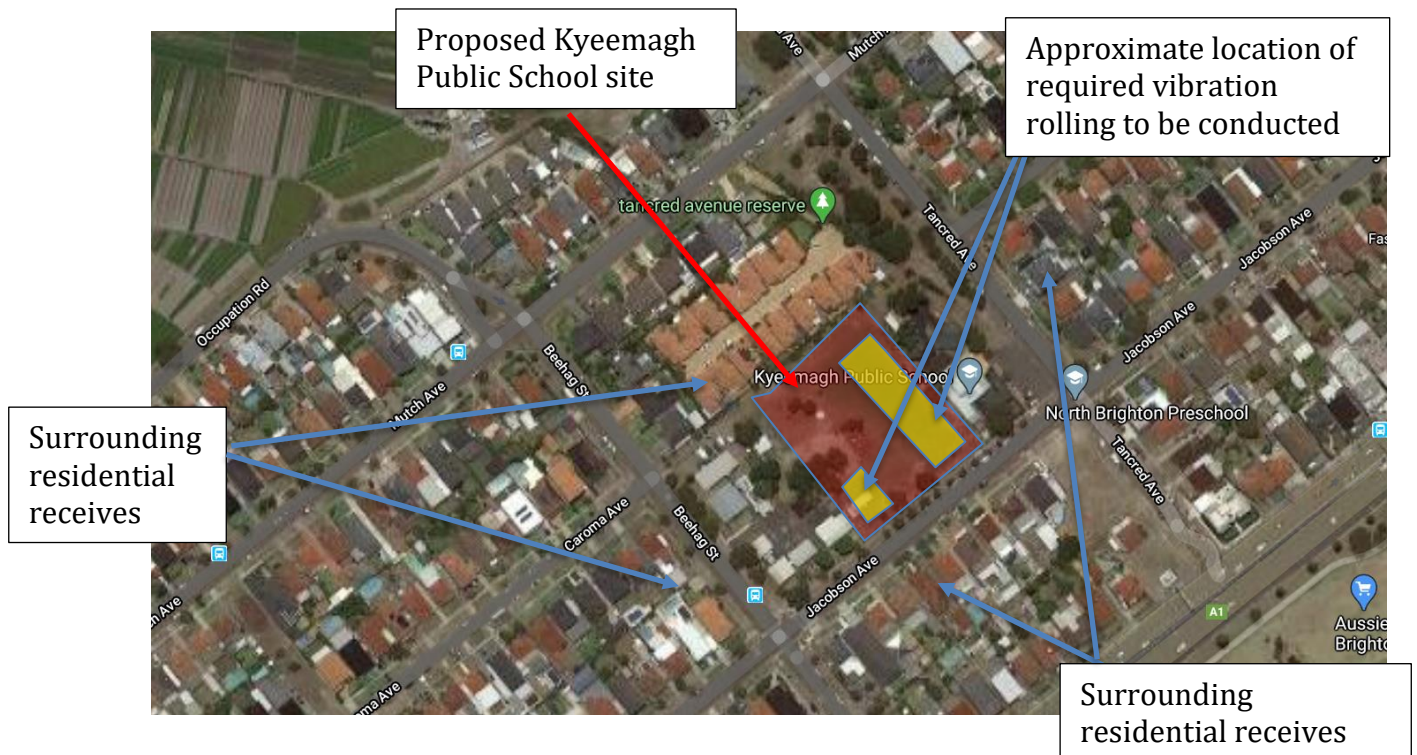 Proposed Kyeemagh
Public School site
Approximate location of
required vibration
rolling to be conducted
Mutch Ave
tancred avenue reserve
Tancred Ave
Jacobson Ave
Jacobson Ave
Occupation Rd
Beehag St
Kyeemagh Public School
North Brighton Preschool
Mutch Ave
Surrounding
residential
receives
Tancred Ave
Caroma Ave
Beehag St
Jacobson Ave
A1
Aussie
Surrounding
residential receives